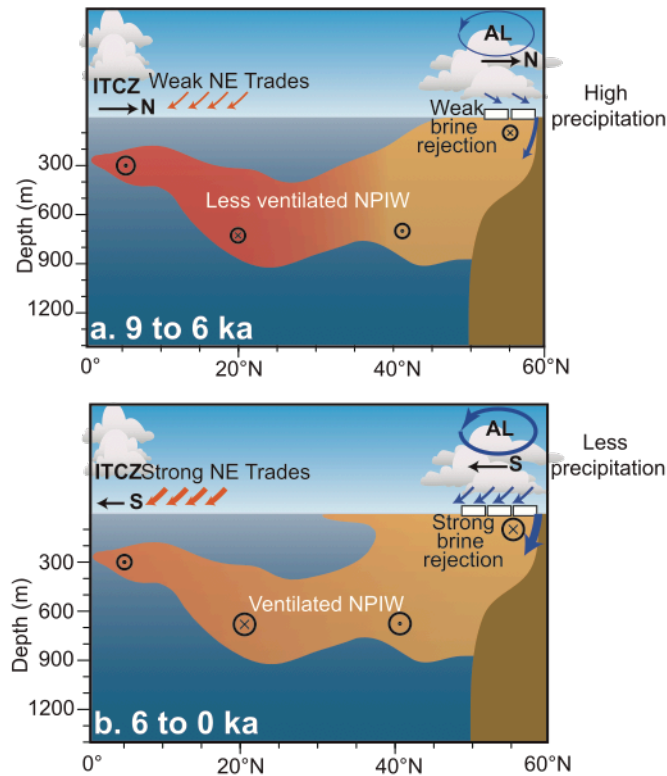 AL
ITCZ Weak NE Trades
N
N
Weak
brine
rejection
High
precipitation
Depth (m)
300
600
900
1200
Less ventilated NPIW
a. 9 to 6 ka
0°
20°N
40°N
60°N
AL
Less
precipitation
ITCZ Strong NE Trades
S
S
Strong
brine
rejection
Depth (m)
300
600
900
1200
Ventilated NPIW
b. 6 to 0 ka
0°
20°N
40°N
60°N